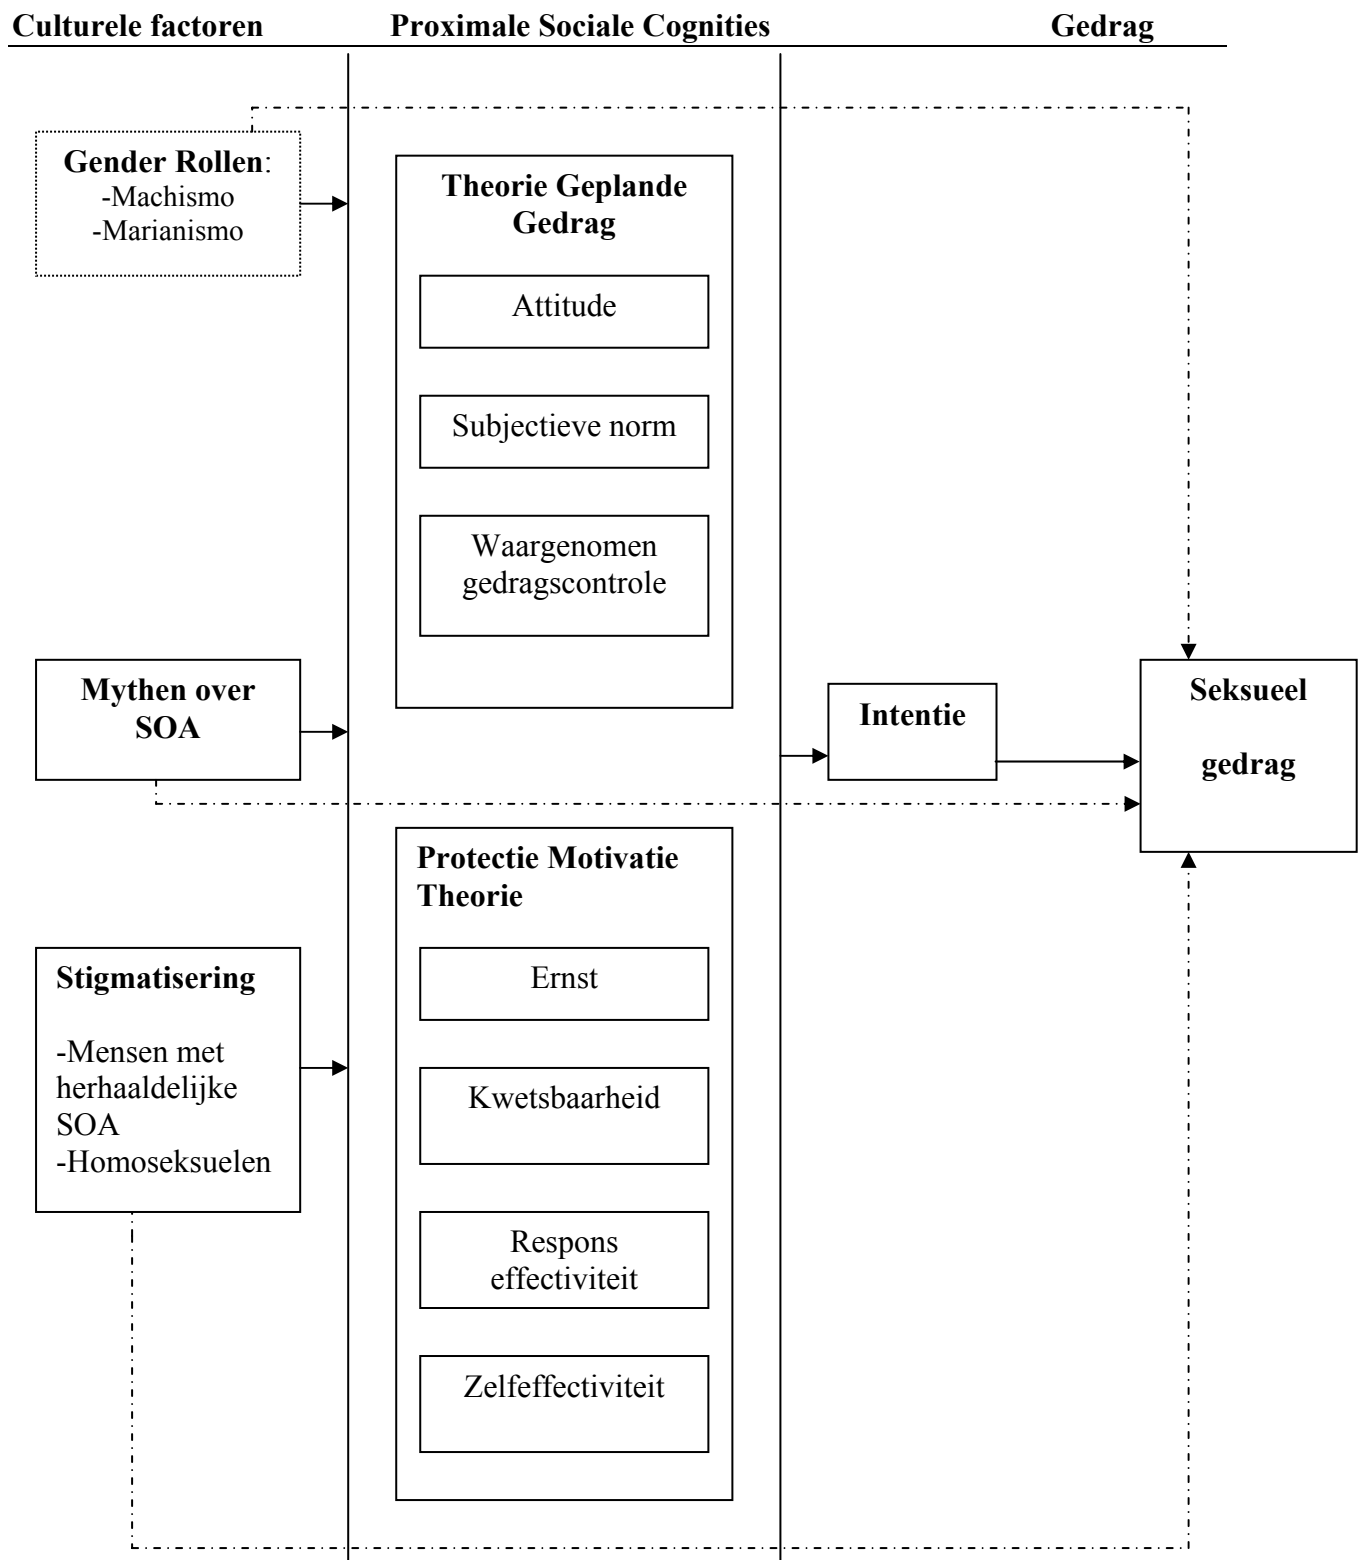 Culturele factoren
Proximale Sociale Cognities
Gedrag
Gender Rollen:
-Machismo
-Marianismo
Theorie Geplande
Gedrag
Attitude
Subjectieve norm
Waargenomen
gedragscontrole
Mythen over
SOA
Intentie
Seksueel
gedrag
Protectie Motivatie
Theorie
Stigmatisering
-Mensen met
herhaaldelijke
SOA
-Homoseksuelen
Ernst
Kwetsbaarheid
Respons
effectiviteit
Zelfeffectiviteit